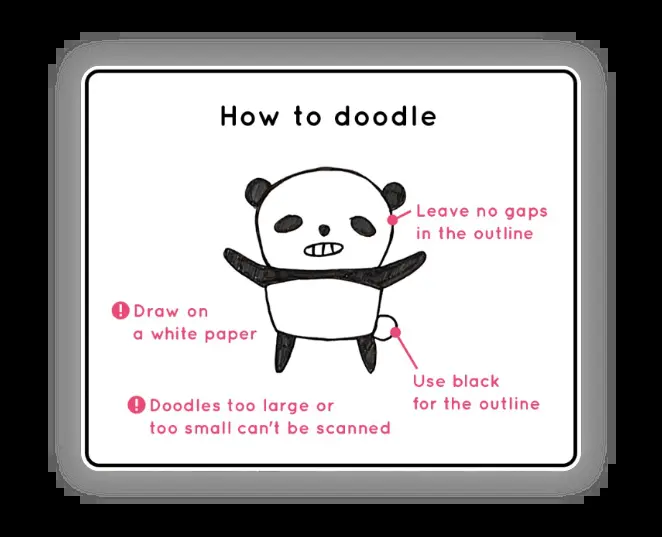 How to doodle
Leave no gaps
in the outline
Draw on
a white paper
Use black
for the outline
Doodles too large or
too small can't be scanned